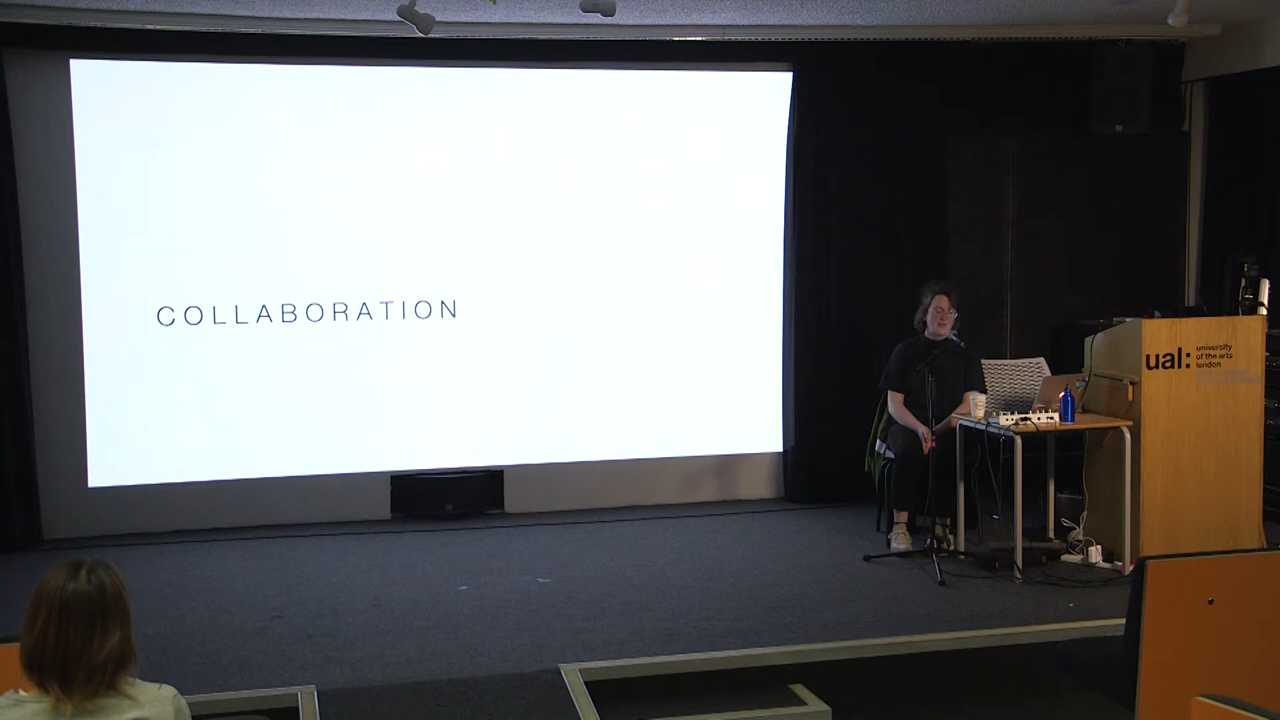 COLLABORATION
ual:
university
of the arts
london